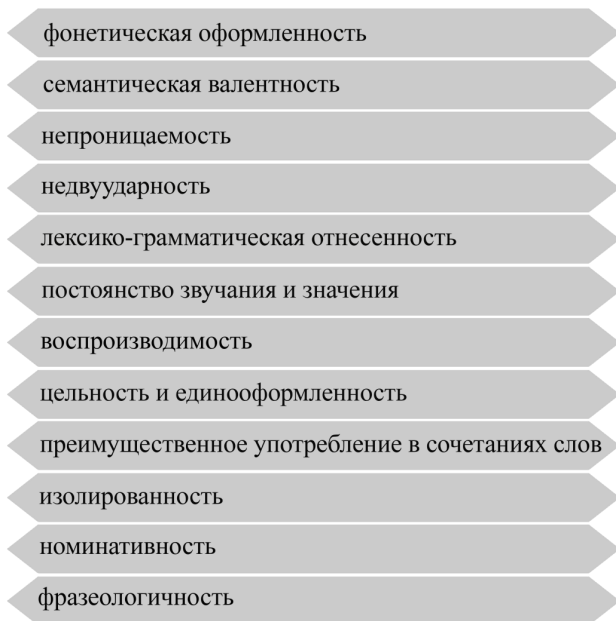 фонетическая оформленность
семантическая валентность
непроницаемость
недвуударность
лексико-грамматическая отнесенность
постоянство звучания и значения
воспроизводимость
цельность и единооформленность
преимущественное употребление в сочетаниях слов
изолированность
номинативность
фразеологичность